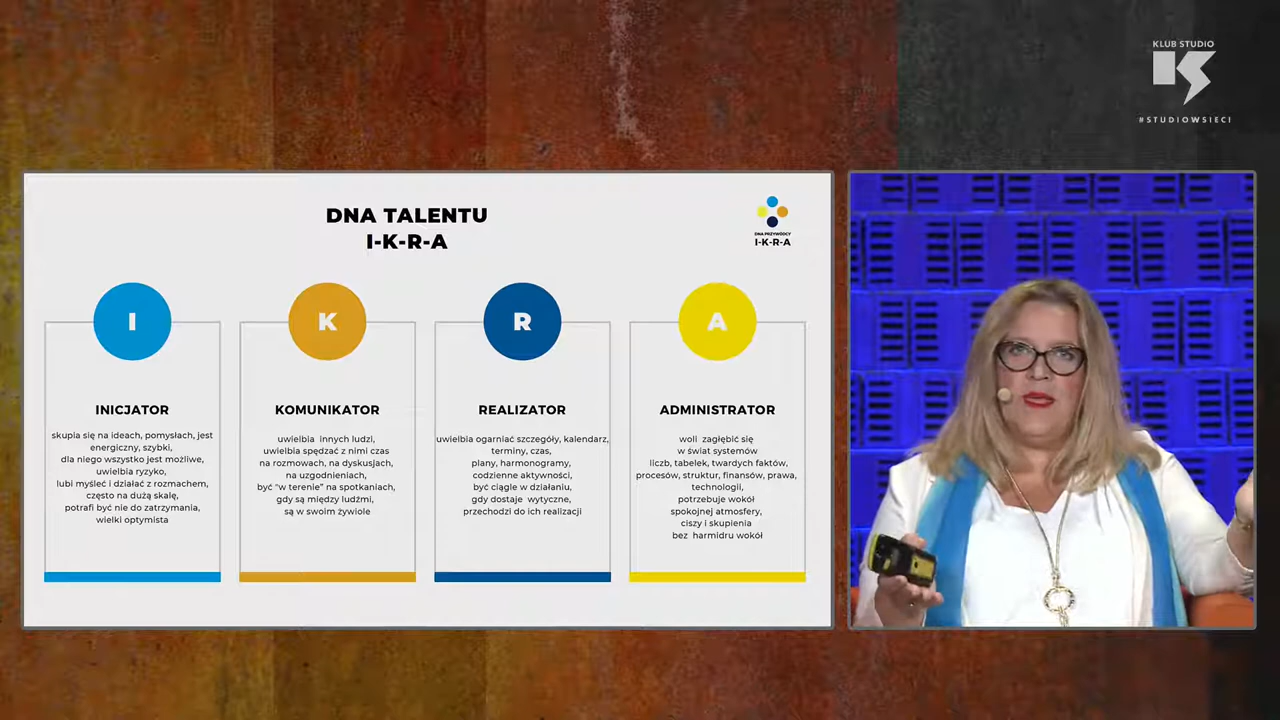 KLUB STUDIO
KS
#STUDIOWSIECI
DNA TALENTU
I-K-R-A
DNA PRZYWÓDCY
I-K-R-A
I
INICJATOR
skupia się na ideach, pomysłach, jest
energiczny, szybki,
dla niego wszystko jest możliwe,
uwielbia ryzyko,
lubi myśleć i działać z rozmachem,
często na dużą skalę,
potrafi być nie do zatrzymania,
wielki optymista
K
KOMUNIKATOR
uwielbia innych ludzi,
uwielbia spędzać z nimi czas
na rozmowach, na dyskusjach,
na uzgodnieniach,
być "w terenie" na spotkaniach,
gdy są między ludźmi,
są w swoim żywiole
R
REALIZATOR
uwielbia ogarniać szczegóły, kalendarz,
terminy, czas,
plany, harmonogramy,
codzienne aktywności,
być ciągle w działaniu,
gdy dostaje wytyczne,
przechodzi do ich realizacji
A
ADMINISTRATOR
woli zagłębić się
w świat systemów
liczb, tabelek, twardych faktów,
procesów, struktur, finansów, prawa,
technologii,
potrzebuje wokół
spokojnej atmosfery,
ciszy i skupienia
bez harmidru wokół